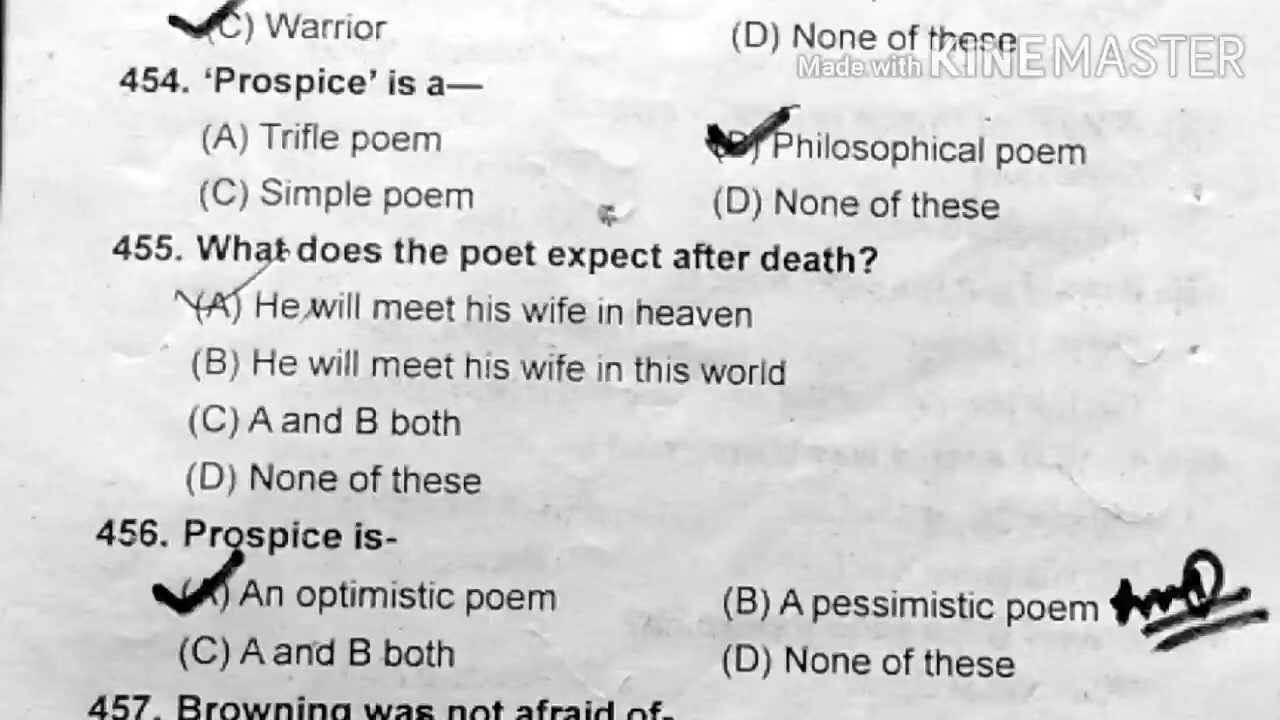 (C) Warrior (D) None of these
Made with KINEMASTER
454. ‘Prospice’ is a—
(A) Trifle poem (B) Philosophical poem
(C) Simple poem (D) None of these
455. What does the poet expect after death?
(A) He will meet his wife in heaven
(B) He will meet his wife in this world
(C) A and B both
(D) None of these
456. Prospice is-
(A) An optimistic poem (B) A pessimistic poem
(C) A and B both (D) None of these
457. Browning was not afraid of-